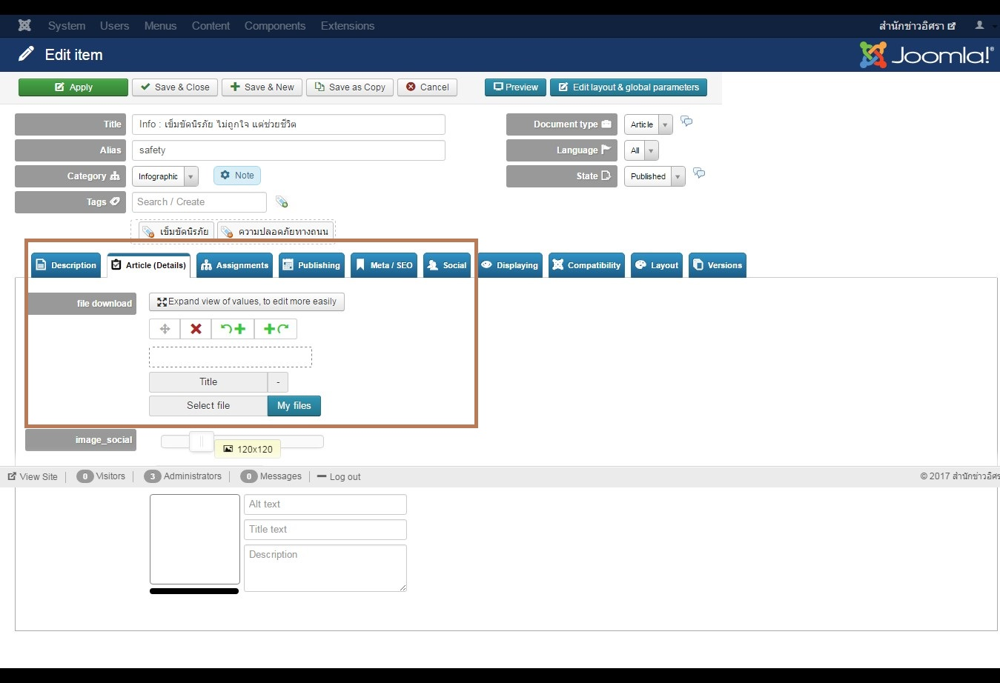 System Users Menus Content Components Extensions สำนักข่าวอิศรา
Edit item Joomla!®
Apply Save & Close Save & New Save as Copy Cancel Preview Edit layout & global parameters
Title Info : เข็มขัดนิรภัย ไม่ถูกใจ แต่ช่วยชีวิต Document type Article
Alias safety Language All
Category Infographic Note State Published
Tags Search / Create
เข็มขัดนิรภัย ความปลอดภัยทางถนน
Description Article (Details) Assignments Publishing Meta / SEO Social Displaying Compatibility Layout Versions
file download Expand view of values, to edit more easily
Title -
Select file My files
image_social 120x120
View Site 0 Visitors 3 Administrators 0 Messages Log out © 2017 สำนักข่าวอิศร
Alt text
Title text
Description